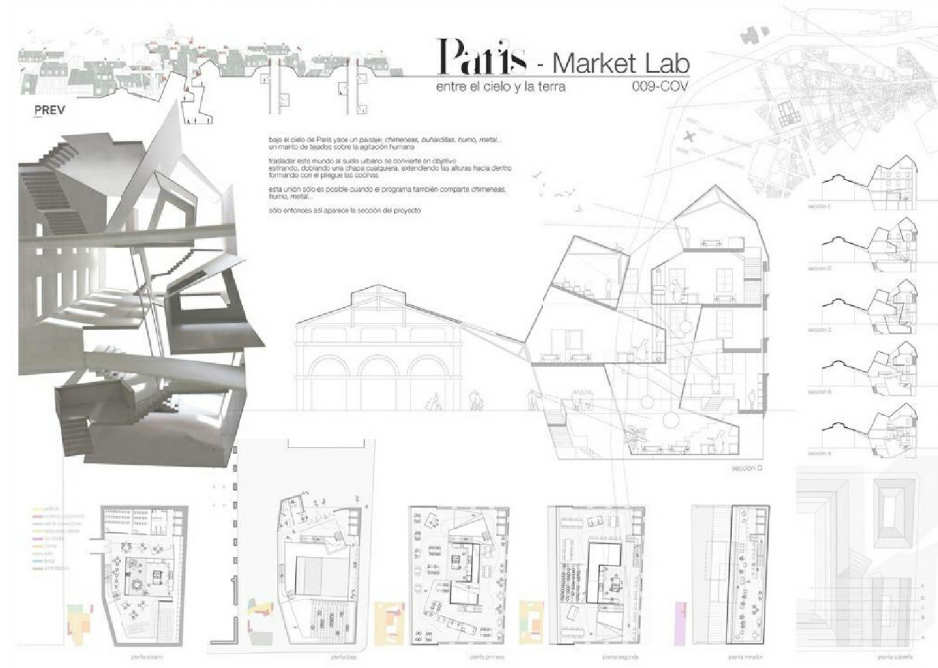 París - Market Lab
entre el cielo y la terra
009-COV
PREV
bajo el cielo de Paris yace un paisaje: chimeneas, buhardillas, humo, metal...
un manto de tejados sobre la agitación humana
trasladar este mundo al suelo urbano se convierte en objetivo
estirando, doblando una chapa cualquiera, extendiendo las alturas hacia dentro
formando con el pliegue las cocinas
esta unión sólo es posible cuando el programa también comparte chimeneas,
humo, metal...
sólo entonces así aparece la sección del proyecto
sección E
sección D
sección C
sección B
sección A
sección D
planta sótano
planta baja
planta primera
planta segunda
planta mirador
planta cubierta